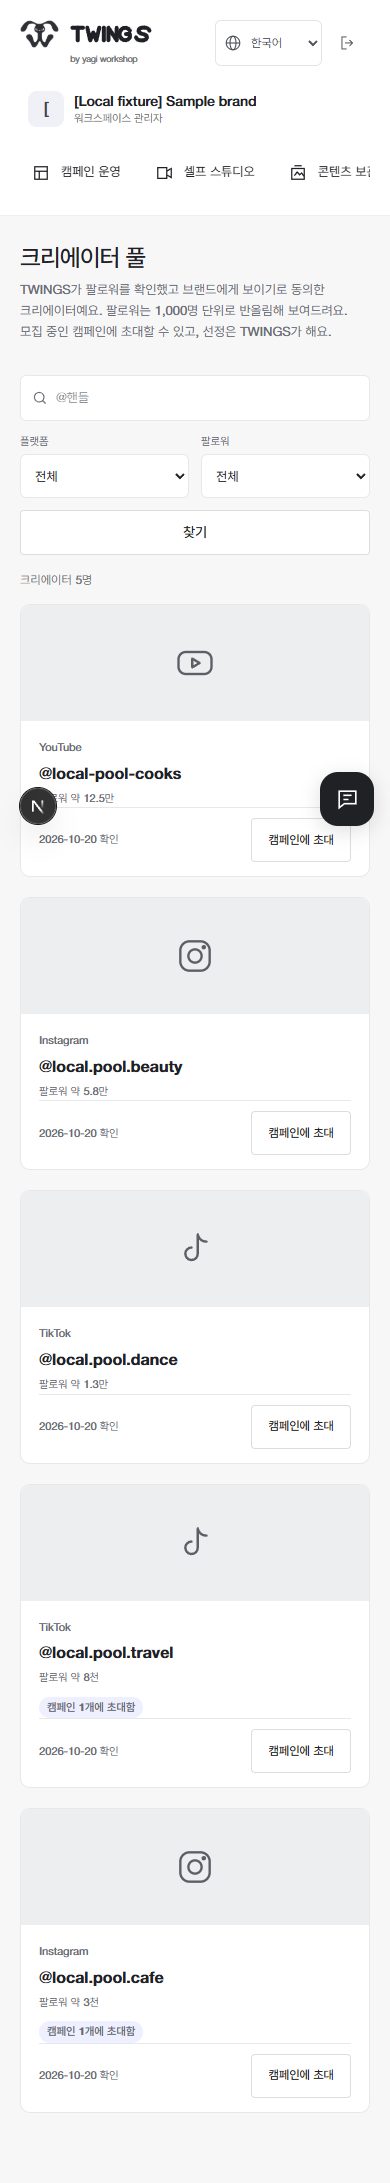 TWINGS
by yagi workshop
한국어
[
[Local fixture] Sample brand
워크스페이스 관리자
캠페인 운영
셀프 스튜디오
콘텐츠
크리에이터 풀
TWINGS가 팔로워를 확인했고 브랜드에게 보이기로 동의한
크리에이터예요. 팔로워는 1,000명 단위로 반올림해 보여드려요.
모집 중인 캠페인에 초대할 수 있고, 선정은 TWINGS가 해요.
@핸들
플랫폼
팔로워
전체
전체
찾기
크리에이터 5명
YouTube
@local-pool-cooks
약 12.5만
N
2026-10-20 확인
캠페인에 초대
Instagram
@local.pool.beauty
팔로워 약 5.8만
2026-10-20 확인
캠페인에 초대
TikTok
@local.pool.dance
팔로워 약 1.3만
2026-10-20 확인
캠페인에 초대
TikTok
@local.pool.travel
팔로워 약 8천
캠페인 1개에 초대함
2026-10-20 확인
캠페인에 초대
Instagram
@local.pool.cafe
팔로워 약 3천
캠페인 1개에 초대함
2026-10-20 확인
캠페인에 초대